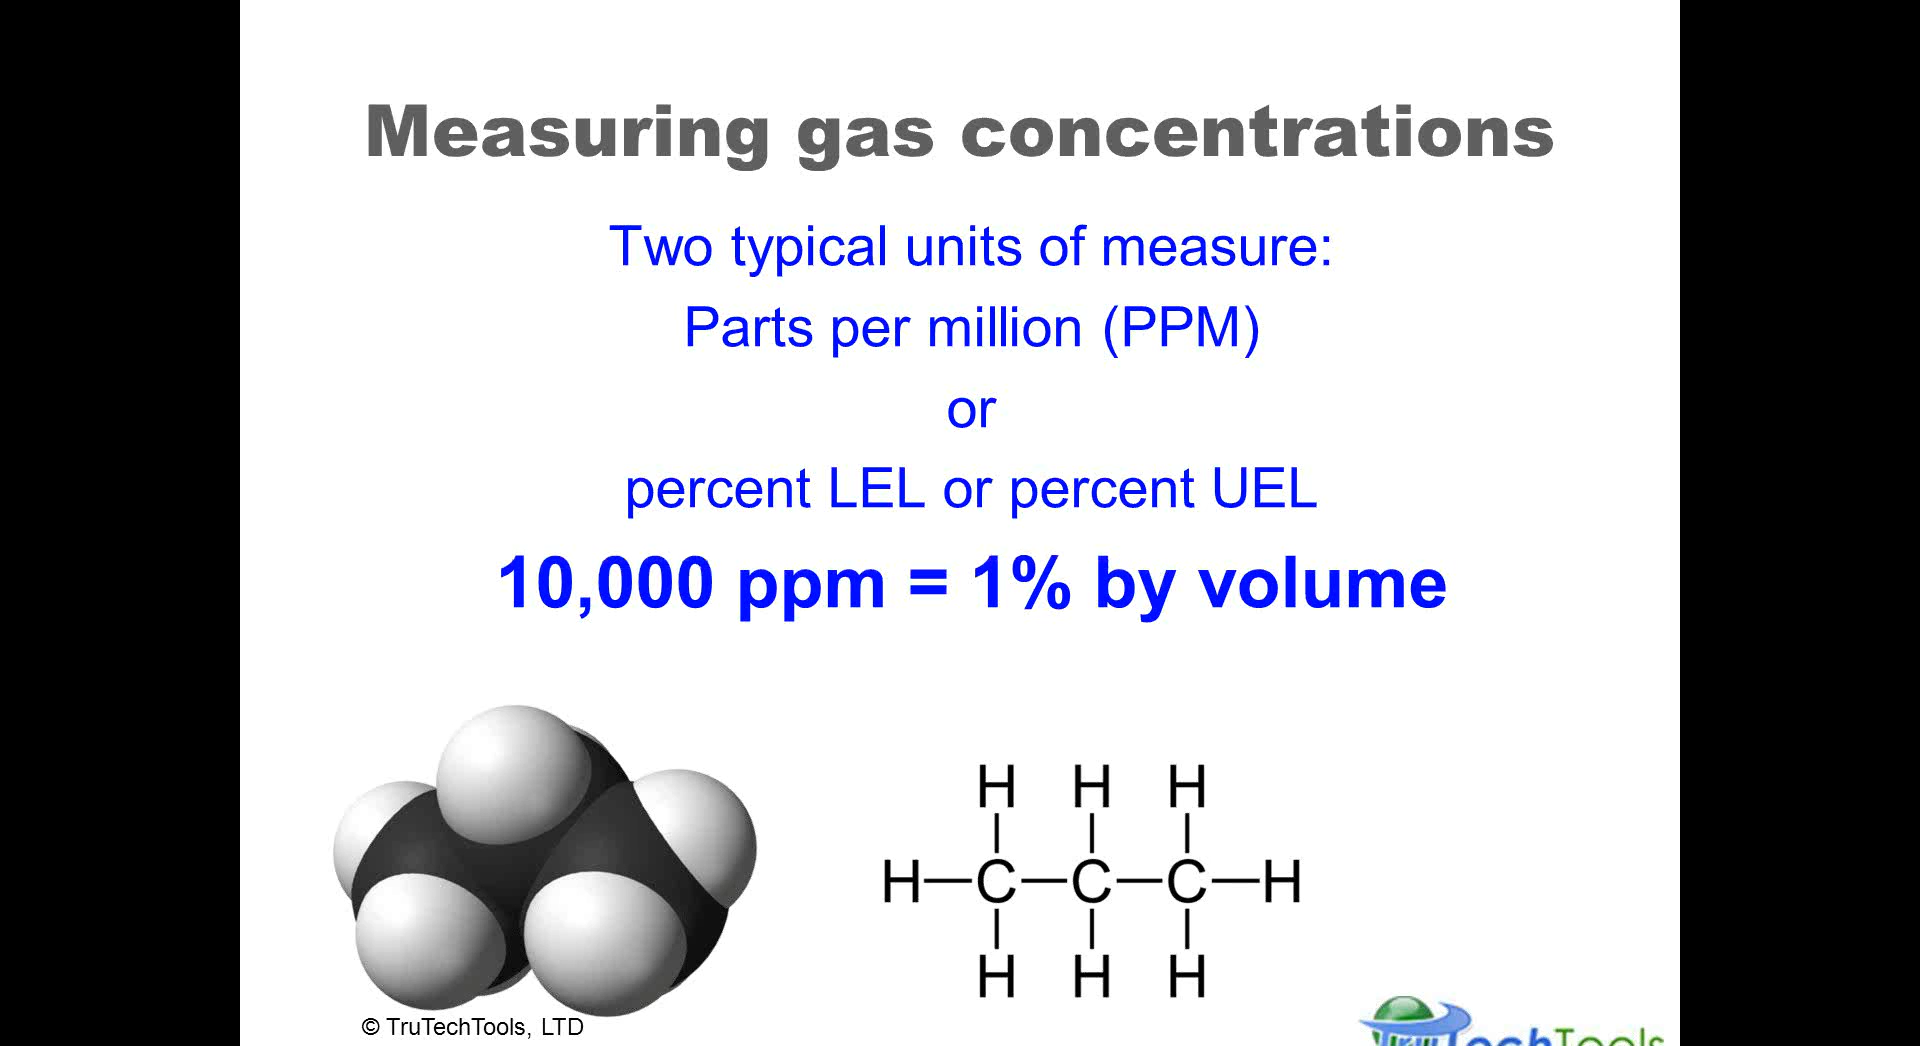 Measuring gas concentrations
Two typical units of measure:
Parts per million (PPM)
or
percent LEL or percent UEL
10,000 ppm = 1% by volume
H H H
H C C C H
H H H
© TruTechTools, LTD
TechTools